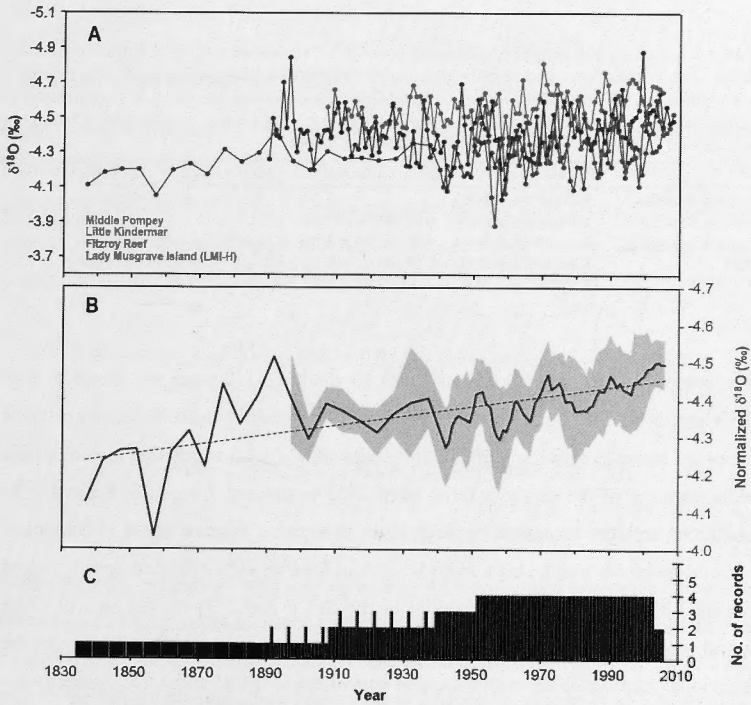 -5.1
-4.9
-4.7
-4.5
-4.3
-4.1
-3.9
-3.7
δ¹⁸O (‰)
A
Middle Pompey
Little Kindermar
Fitzroy Reef
Lady Musgrave Island (LMI-H)
B
-4.7
-4.6
-4.5
-4.4
-4.3
-4.2
-4.1
-4.0
Normalized δ¹⁸O (‰)
C
6
5
4
3
2
1
0
No. of records
1830 1850 1870 1890 1910 1930 1950 1970 1990 2010
Year